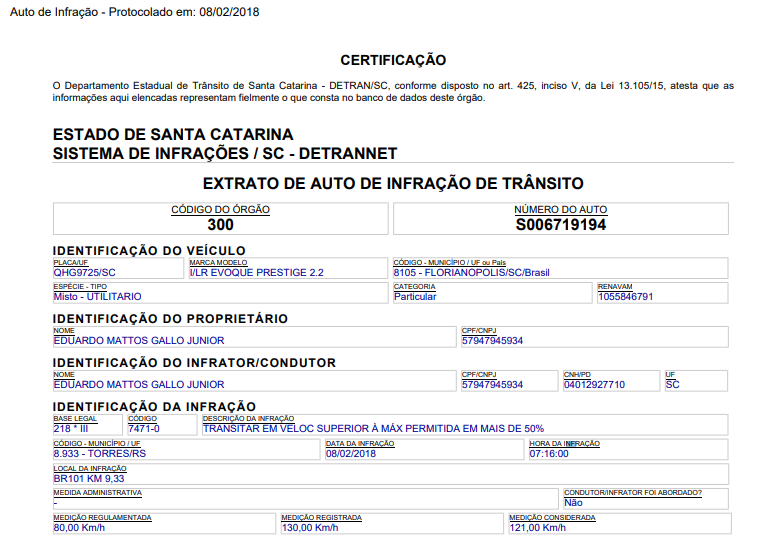 Auto de Infração - Protocolado em: 08/02/2018
CERTIFICAÇÃO
O Departamento Estadual de Trânsito de Santa Catarina - DETRAN/SC, conforme disposto no art. 425, inciso V, da Lei 13.105/15, atesta que as
informações aqui elencadas representam fielmente o que consta no banco de dados deste órgão.
ESTADO DE SANTA CATARINA
SISTEMA DE INFRAÇÕES / SC - DETRANNET
EXTRATO DE AUTO DE INFRAÇÃO DE TRÂNSITO
CÓDIGO DO ÓRGÃO NÚMERO DO AUTO
300 S006719194
IDENTIFICAÇÃO DO VEÍCULO
PLACA/UF MARCA MODELO CÓDIGO - MUNICÍPIO / UF ou País
QHG9725/SC I/LR EVOQUE PRESTIGE 2.2 8105 - FLORIANOPOLIS/SC/Brasil
ESPÉCIE - TIPO CATEGORIA RENAVAM
Misto - UTILITARIO Particular 1055846791
IDENTIFICAÇÃO DO PROPRIETÁRIO
NOME CPF/CNPJ
EDUARDO MATTOS GALLO JUNIOR 57947945934
IDENTIFICAÇÃO DO INFRATOR/CONDUTOR
NOME CPF/CNPJ CNH/PD UF
EDUARDO MATTOS GALLO JUNIOR 57947945934 04012927710 SC
IDENTIFICAÇÃO DA INFRAÇÃO
BASE LEGAL CÓDIGO DESCRIÇÃO DA INFRAÇÃO
218 * III 7471-0 TRANSITAR EM VELOC SUPERIOR À MÁX PERMITIDA EM MAIS DE 50%
CÓDIGO - MUNICÍPIO / UF DATA DA INFRAÇÃO HORA DA INFRAÇÃO
8.933 - TORRES/RS 08/02/2018 07:16:00
LOCAL DA INFRAÇÃO
BR101 KM 9,33
MEDIDA ADMINISTRATIVA CONDUTOR/INFRATOR FOI ABORDADO?
- Não
MEDIÇÃO REGULAMENTADA MEDIÇÃO REGISTRADA MEDIÇÃO CONSIDERADA
80,00 Km/h 130,00 Km/h 121,00 Km/h